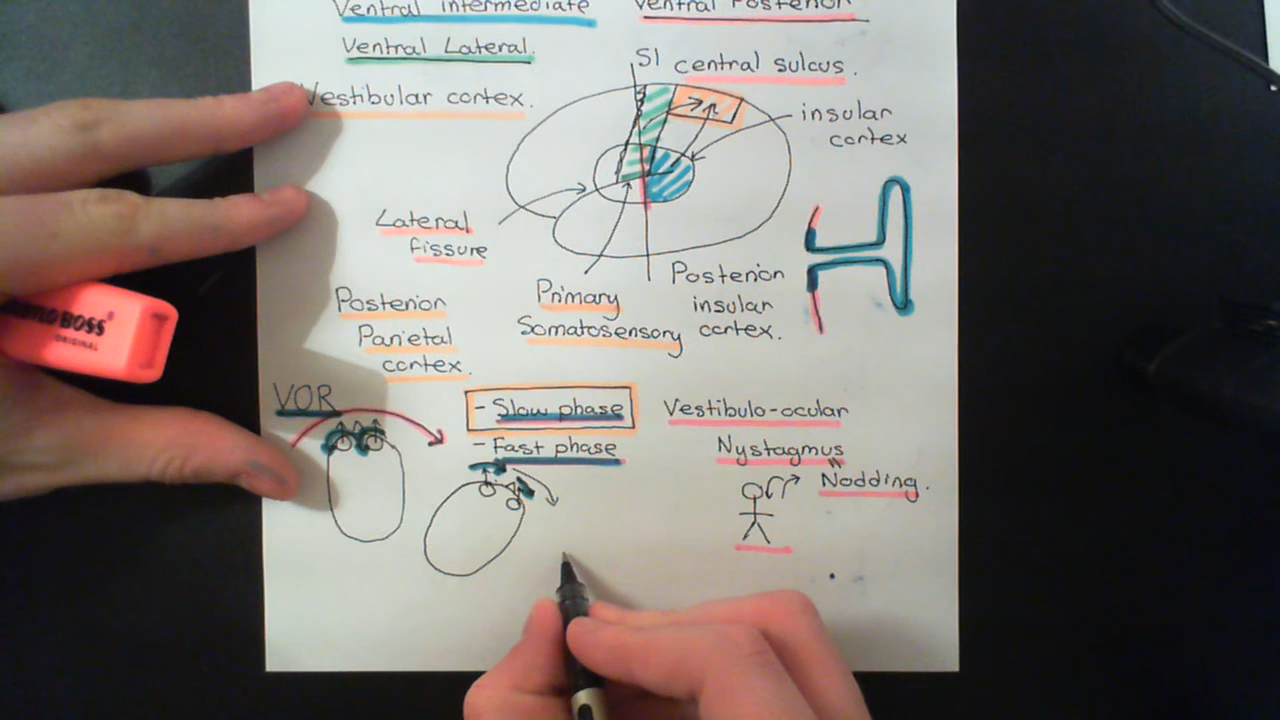 Ventral Intermediate
Ventral Posterior
Ventral Lateral.
SI
central sulcus.
Vestibular cortex.
insular
cortex
Lateral
fissure
Posterior
Parietal
cortex.
Primary
Somatosensory
Posterior
insular
cortex.
BOSS
ORIGINAL
VOR
- Slow phase
- Fast phase
Vestibulo-ocular
Nystagmus
Nodding.